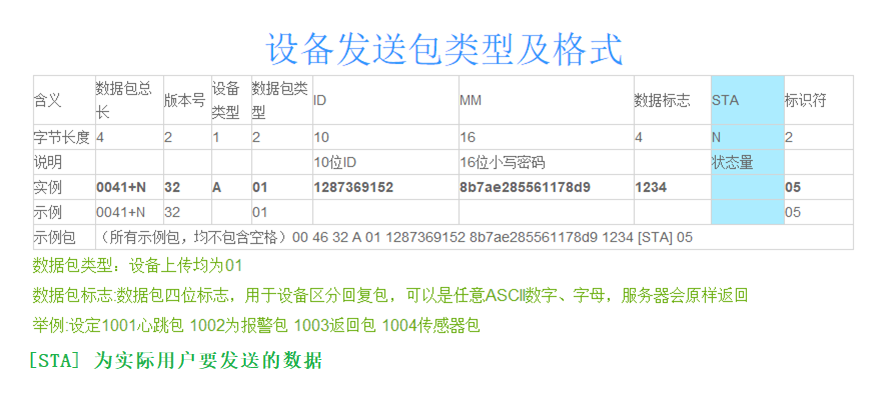 设备发送包类型及格式
含义 数据包总长 版本号 设备类型 数据包类型 ID MM 数据标志 STA 标识符
字节长度 4 2 1 2 10 16 4 N 2
说明 10位ID 16位小写密码 状态量
实例 0041+N 32 A 01 1287369152 8b7ae285561178d9 1234 05
示例 0041+N 32 01 05
示例包 （所有示例包，均不包含空格）00 46 32 A 01 1287369152 8b7ae285561178d9 1234 [STA] 05
数据包类型：设备上传均为01
数据包标志:数据包四位标志，用于设备区分回复包，可以是任意ASCII数字、字母，服务器会原样返回
举例:设定1001心跳包 1002为报警包 1003返回包 1004传感器包
[STA] 为实际用户要发送的数据